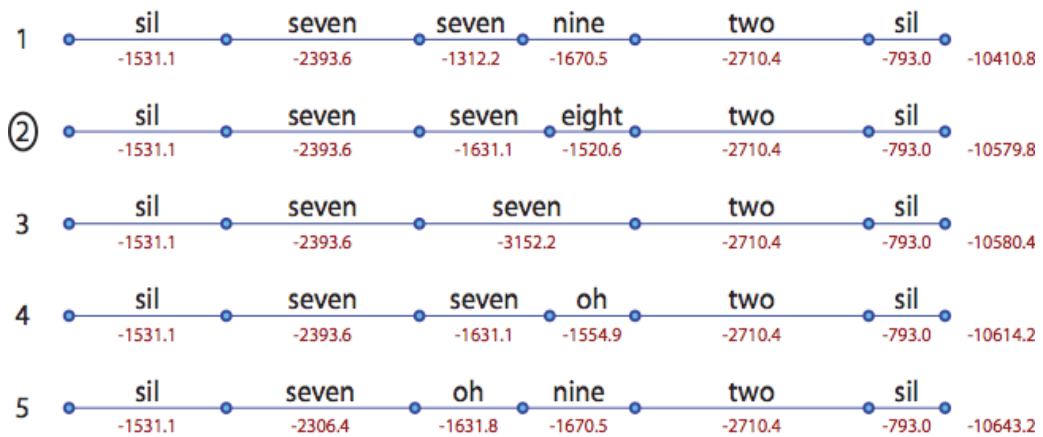 sil seven seven nine two sil
1
-1531.1 -2393.6 -1312.2 -1670.5 -2710.4 -793.0 -10410.8
sil seven seven eight two sil
2
-1531.1 -2393.6 -1631.1 -1520.6 -2710.4 -793.0 -10579.8
sil seven seven two sil
3
-1531.1 -2393.6 -3152.2 -2710.4 -793.0 -10580.4
sil seven seven oh two sil
4
-1531.1 -2393.6 -1631.1 -1554.9 -2710.4 -793.0 -10614.2
sil seven oh nine two sil
5
-1531.1 -2306.4 -1631.8 -1670.5 -2710.4 -793.0 -10643.2